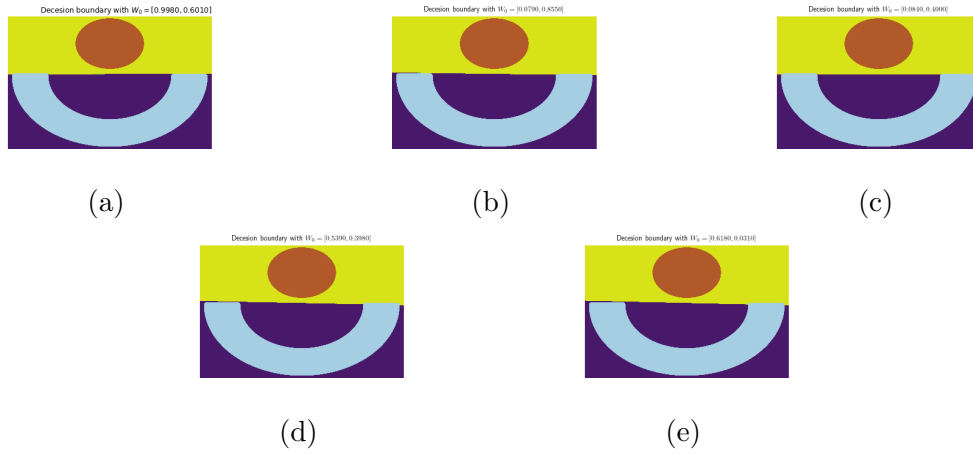 Decesion boundary with W₀ = [0.9980, 0.6010]
Decesion boundary with W₀ = [0.0790, 0.8550]
Decesion boundary with W₀ = [0.0840, 0.4000]
(a)
(b)
(c)
Decesion boundary with W₀ = [0.5390, 0.3980]
Decesion boundary with W₀ = [0.6180, 0.0310]
(d)
(e)